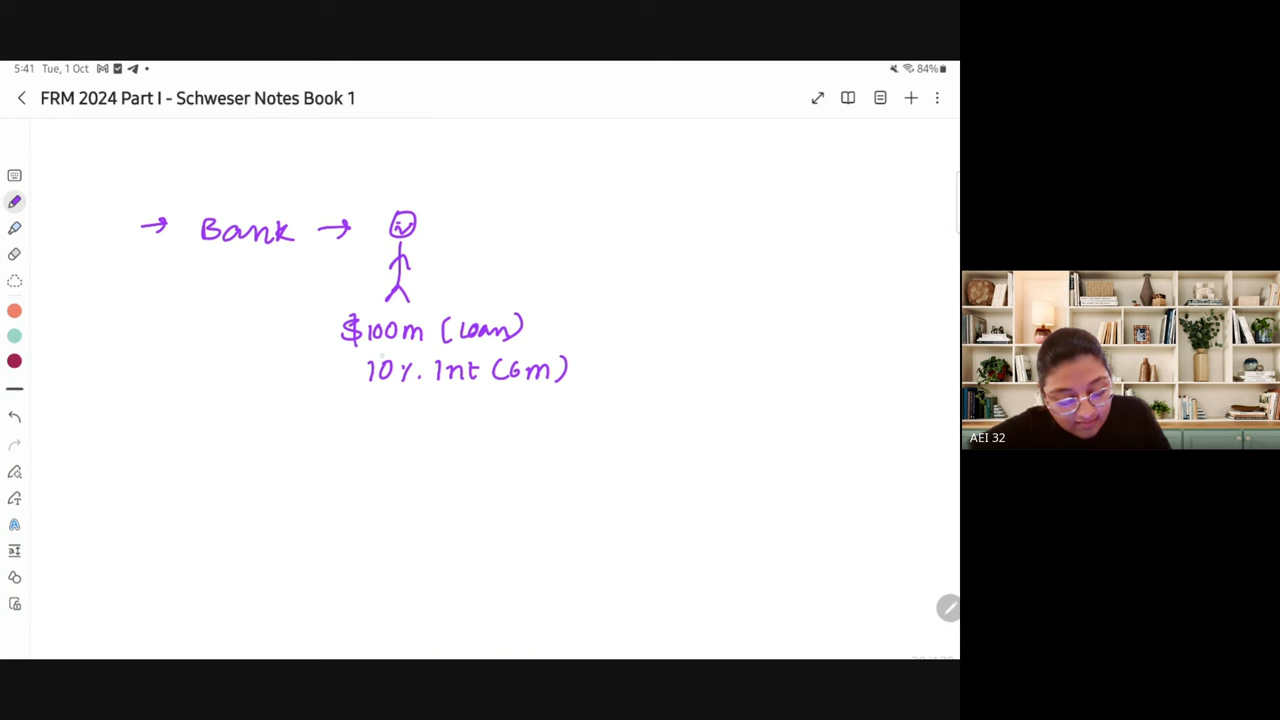 5:41 Tue, 1 Oct
84%
FRM 2024 Part I - Schweser Notes Book 1
→ Bank →
$100m (loan)
10%. Int (6m)
AEI 32